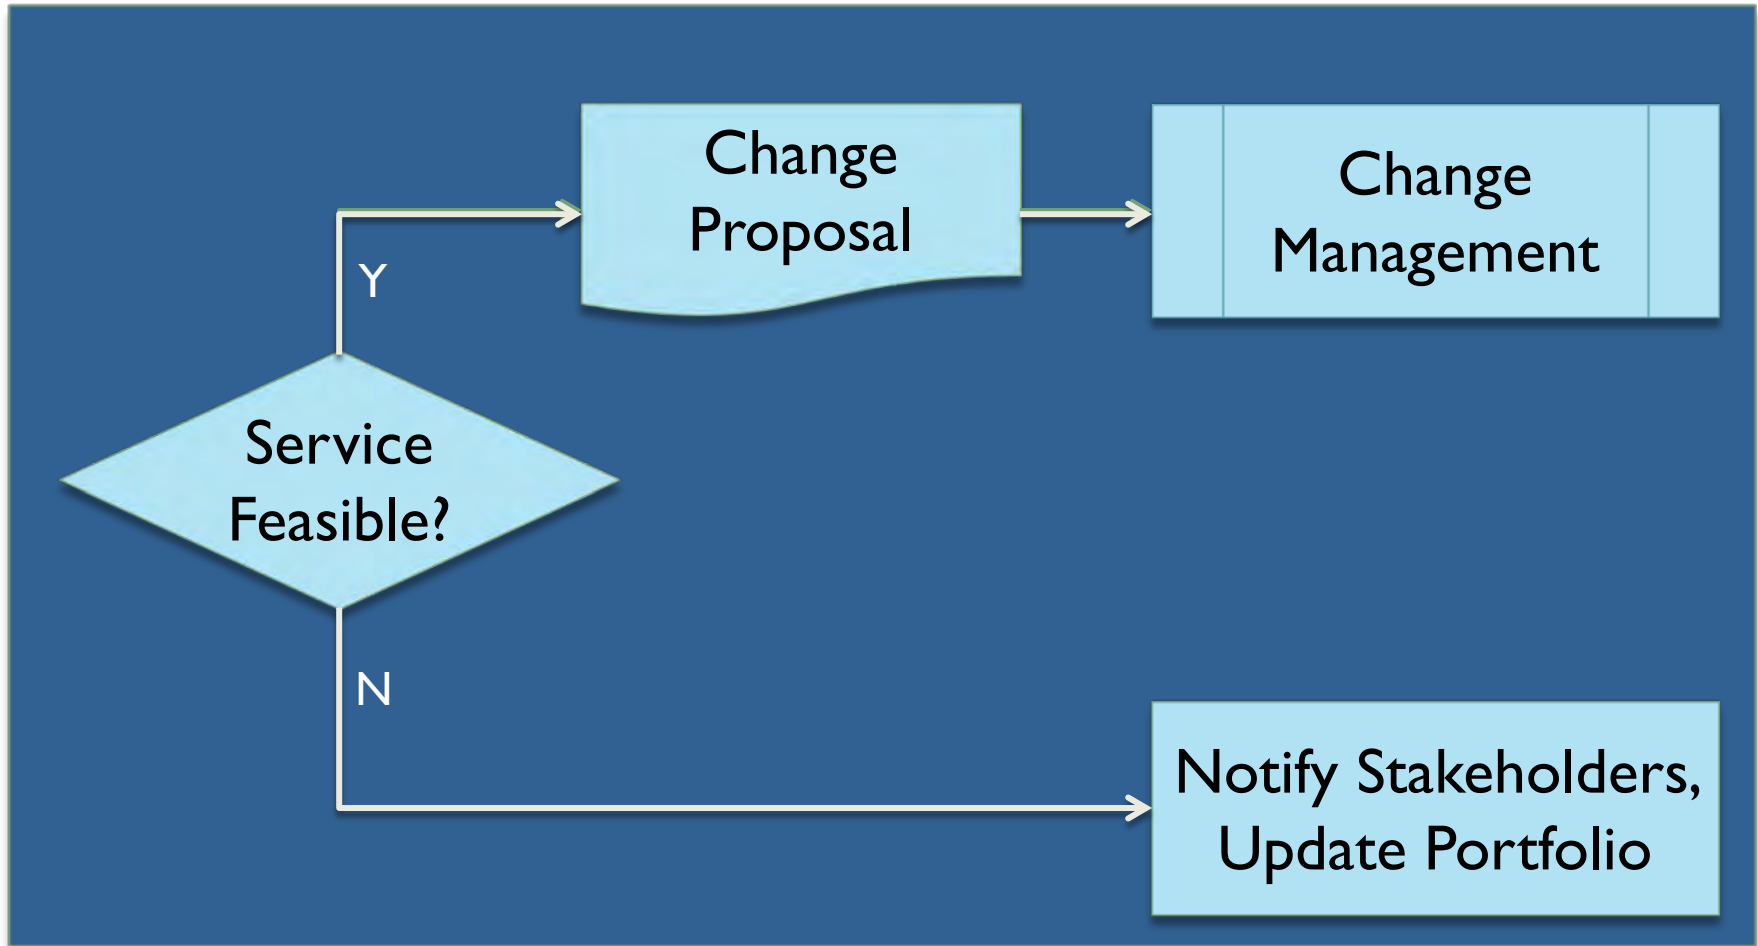 Change
Proposal
Change
Management
Y
Service
Feasible?
N
Notify Stakeholders,
Update Portfolio